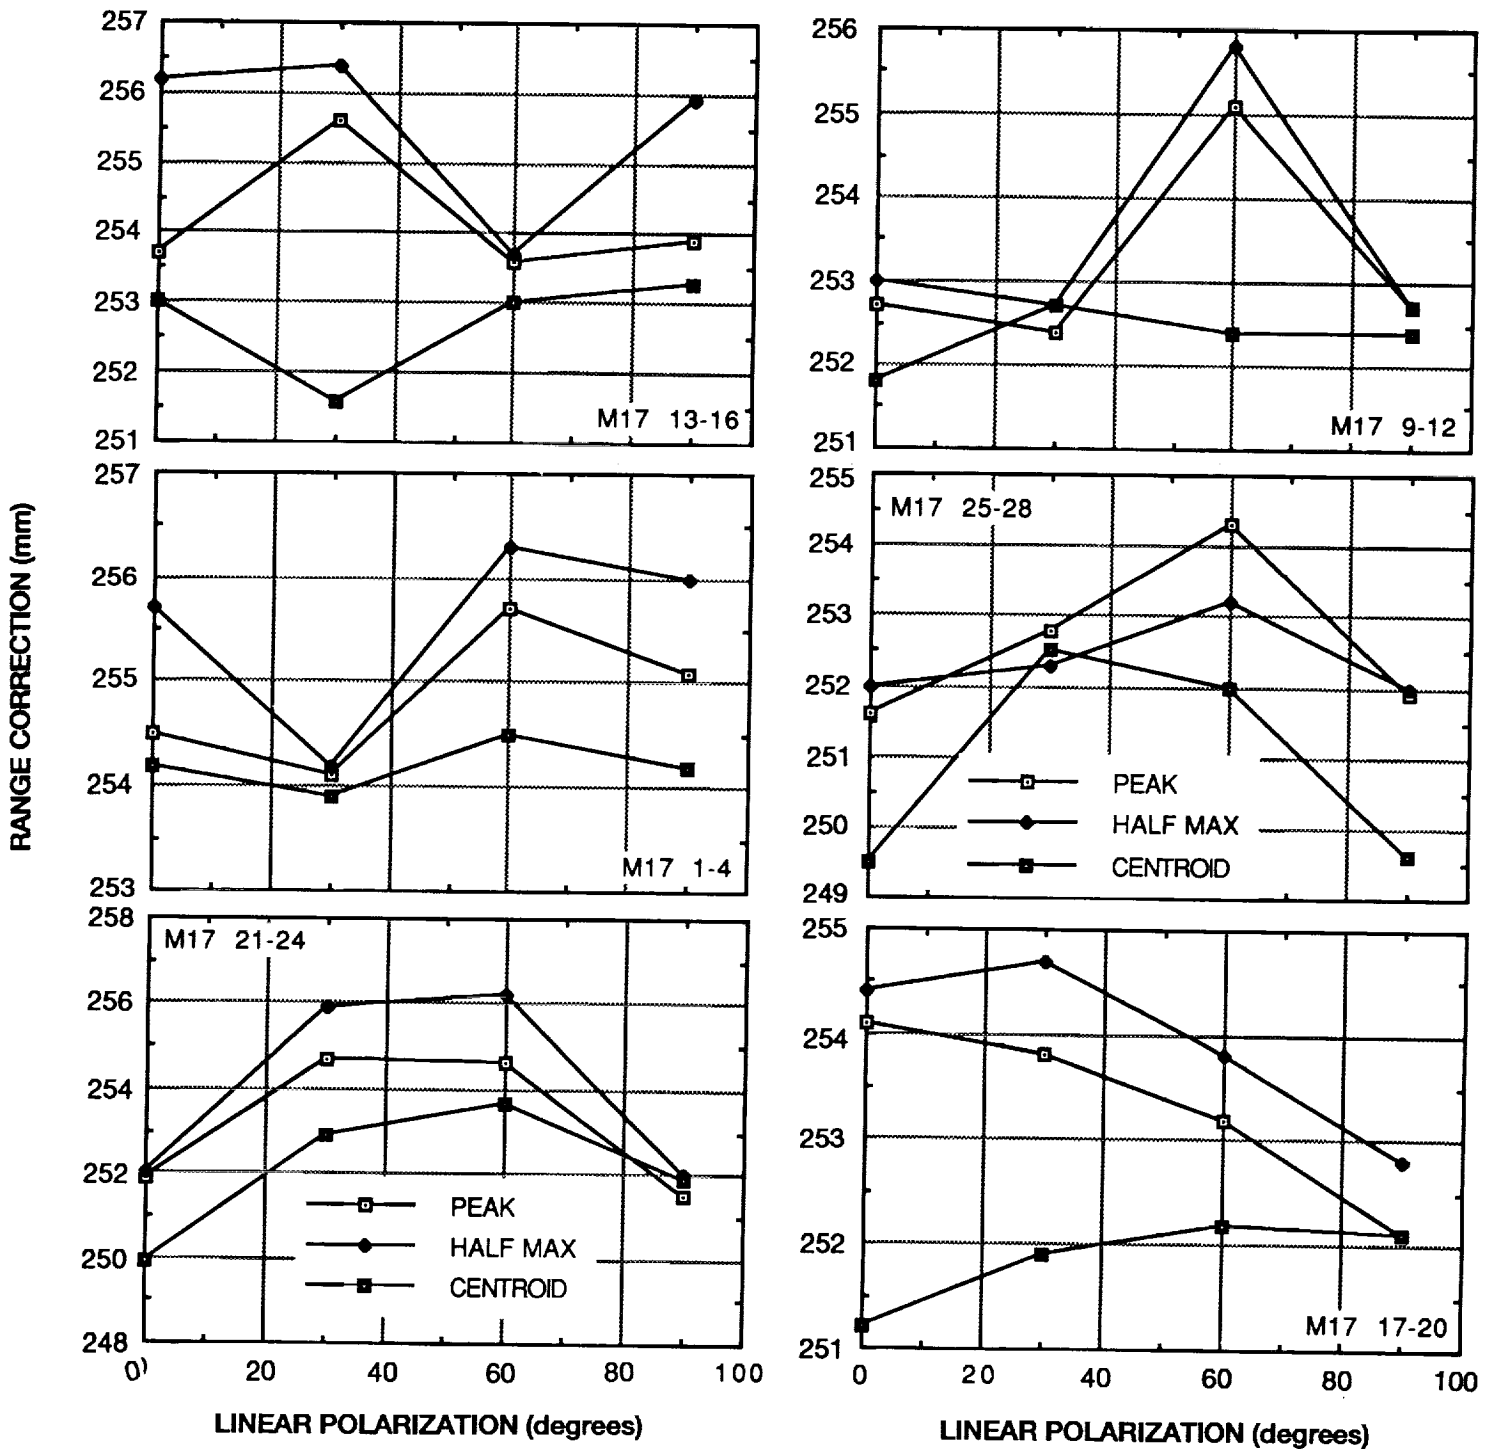 RANGE CORRECTION (mm)
257
256
255
254
253
252
251
M17 13-16
256
255
254
253
252
251
M17 9-12
257
256
255
254
253
M17 1-4
255
254
253
252
251
250
249
M17 25-28
PEAK
HALF MAX
CENTROID
258
256
254
252
250
248
M17 21-24
PEAK
HALF MAX
CENTROID
0 20 40 60 80 100
LINEAR POLARIZATION (degrees)
255
254
253
252
251
M17 17-20
0 20 40 60 80 100
LINEAR POLARIZATION (degrees)